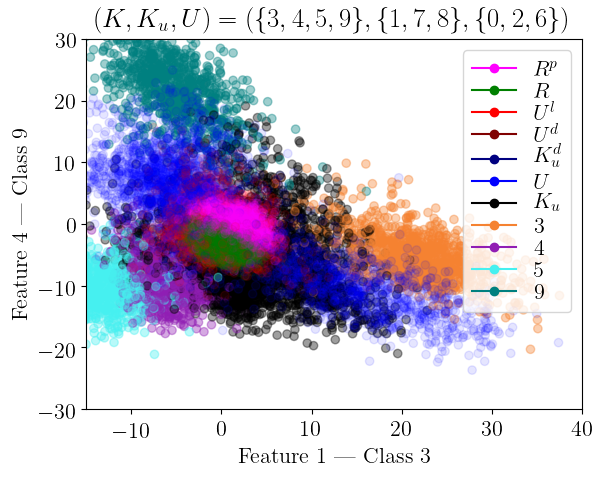 (K, K_u, U) = ({3, 4, 5, 9}, {1, 7, 8}, {0, 2, 6})
30
20
10
0
−10
−20
−30
Feature 4 — Class 9
R^p
R
U^l
U^d
K_u^d
U
K_u
3
4
5
9
−10 0 10 20 30 40
Feature 1 — Class 3